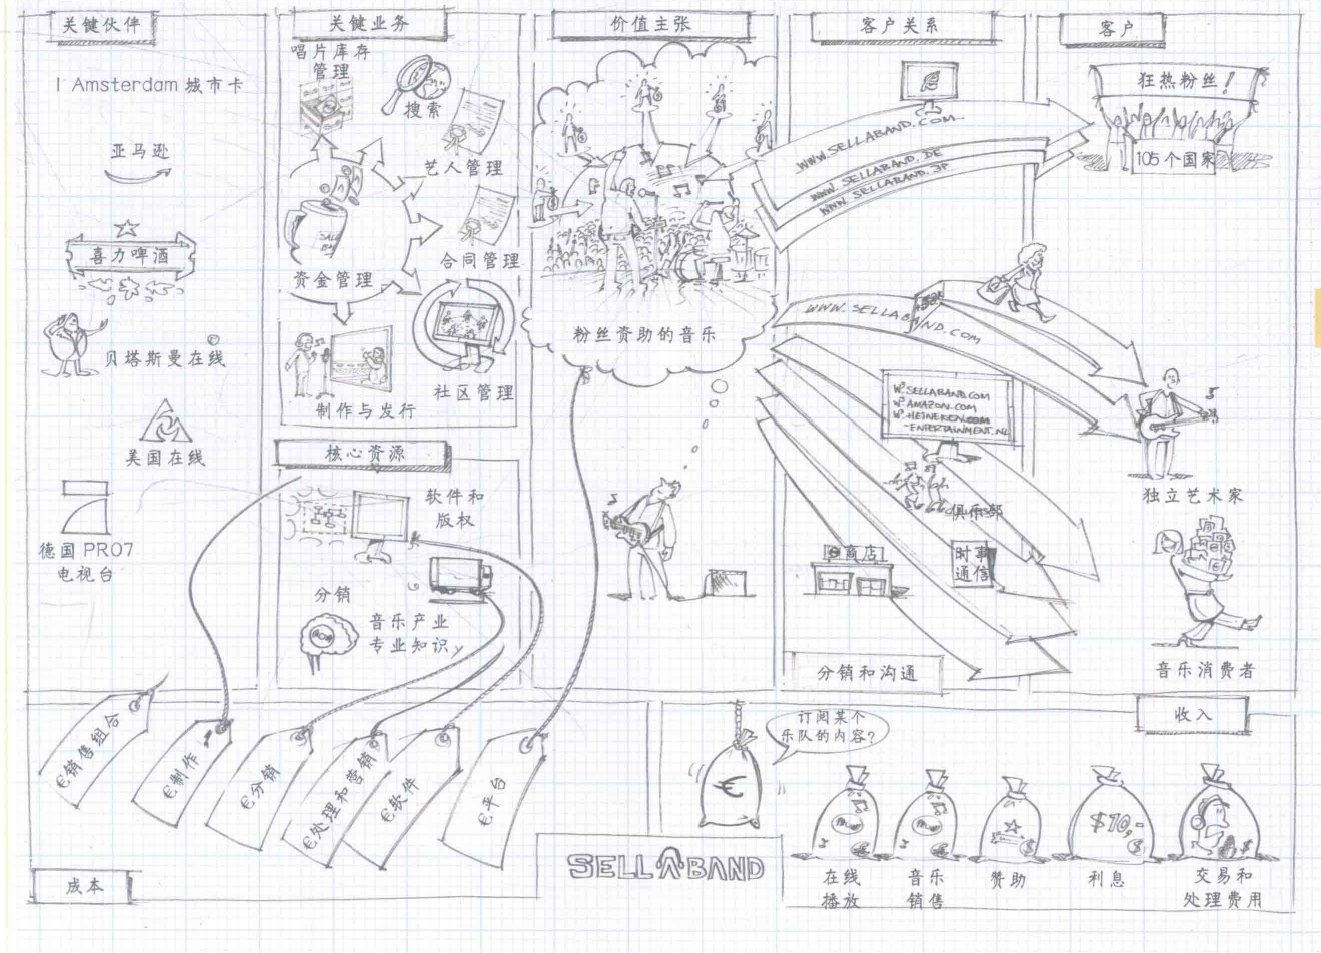 关键伙伴
I Amsterdam 城市卡
亚马逊
喜力啤酒
贝塔斯曼在线
美国在线
德国 PRO7
电视台
关键业务
唱片库存
管理
搜索
艺人管理
合同管理
资金管理
社区管理
制作与发行
核心资源
软件和
版权
分销
音乐产业
专业知识
价值主张
粉丝资助的音乐
客户关系
WWW.SELLABAND.COM
WWW.SELLABAND.DE
WWW.SELLABAND.JP
WWW.SELLABAND.COM
W³.SELLABAND.COM
W³.AMAZON.COM
W³.HEINEKEN
-ENTERTAINMENT.NL
俱乐部
商店
时事
通信
分销和沟通
客户
狂热粉丝!
105个国家
独立艺术家
音乐消费者
成本
€销售组合
€制作
€分销
€处理和营销
€软件
€平台
SELLABAND
收入
订阅某个
乐队的内容?
€
$10,-
在线
播放
音乐
销售
赞助
利息
交易和
处理费用